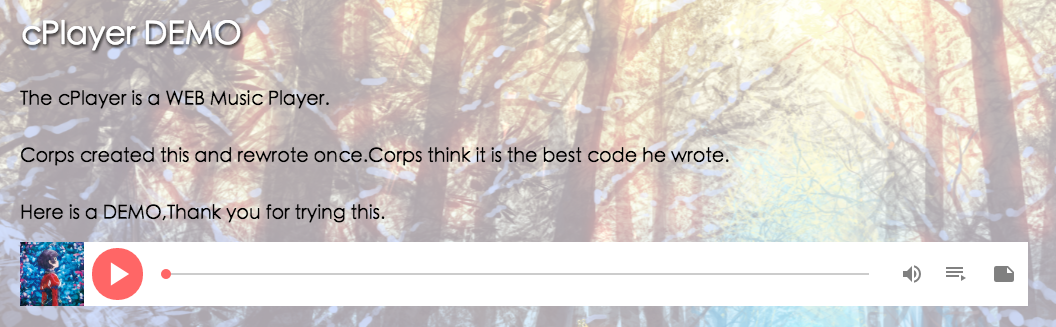 cPlayer DEMO
The cPlayer is a WEB Music Player.
Corps created this and rewrote once.Corps think it is the best code he wrote.
Here is a DEMO,Thank you for trying this.